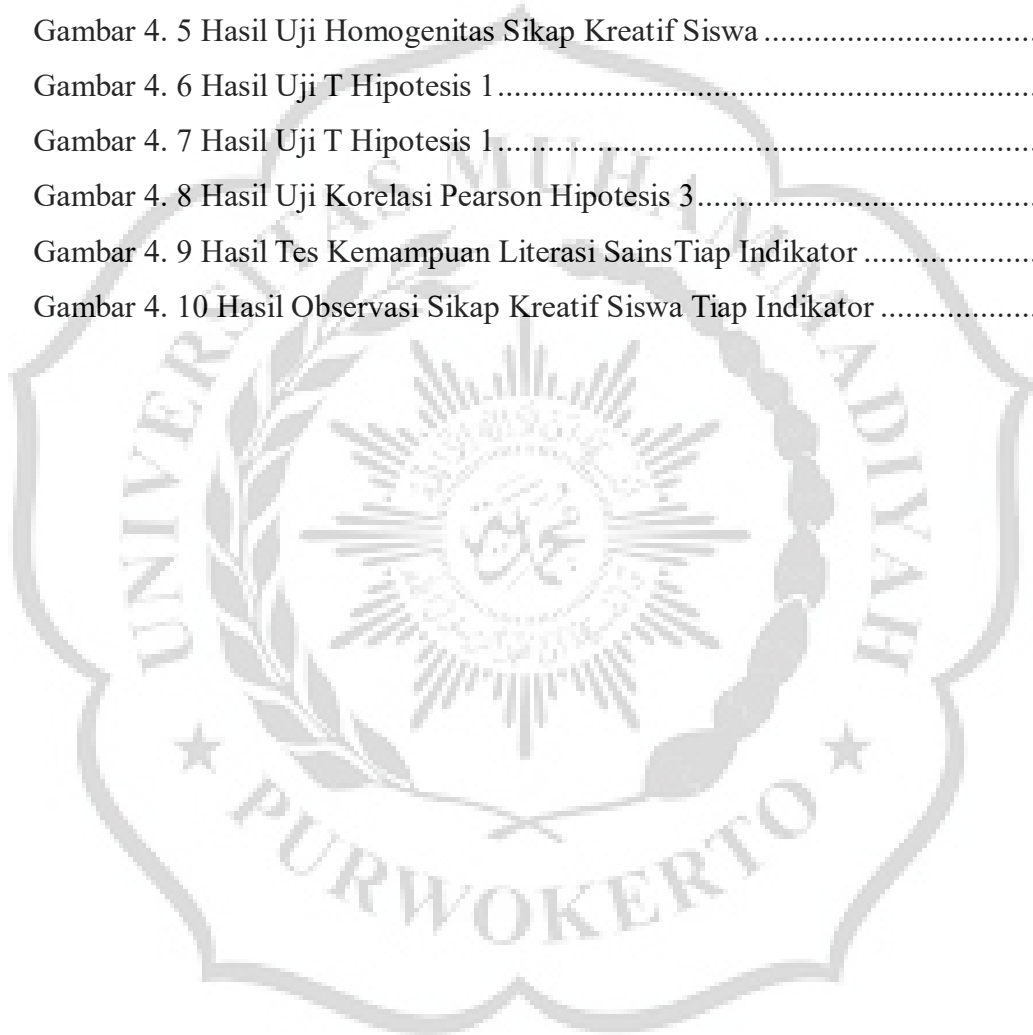 Gambar 4. 5 Hasil Uji Homogenitas Sikap Kreatif Siswa ..............................
Gambar 4. 6 Hasil Uji T Hipotesis 1 ......................................................
Gambar 4. 7 Hasil Uji T Hipotesis 1 ......................................................
Gambar 4. 8 Hasil Uji Korelasi Pearson Hipotesis 3 ..................................
Gambar 4. 9 Hasil Tes Kemampuan Literasi SainsTiap Indikator ..................
Gambar 4. 10 Hasil Observasi Sikap Kreatif Siswa Tiap Indikator ................
UNIVERSITAS MUHAMMADIYAH
★ PURWOKERTO ★